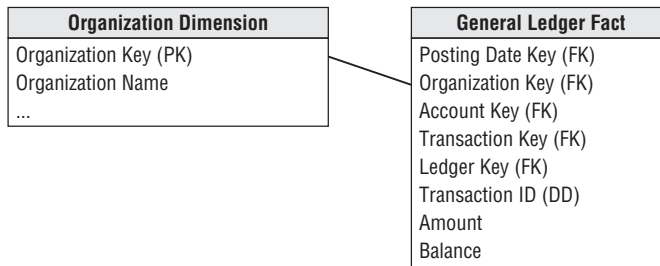 Organization Dimension
Organization Key (PK)
Organization Name
...
General Ledger Fact
Posting Date Key (FK)
Organization Key (FK)
Account Key (FK)
Transaction Key (FK)
Ledger Key (FK)
Transaction ID (DD)
Amount
Balance